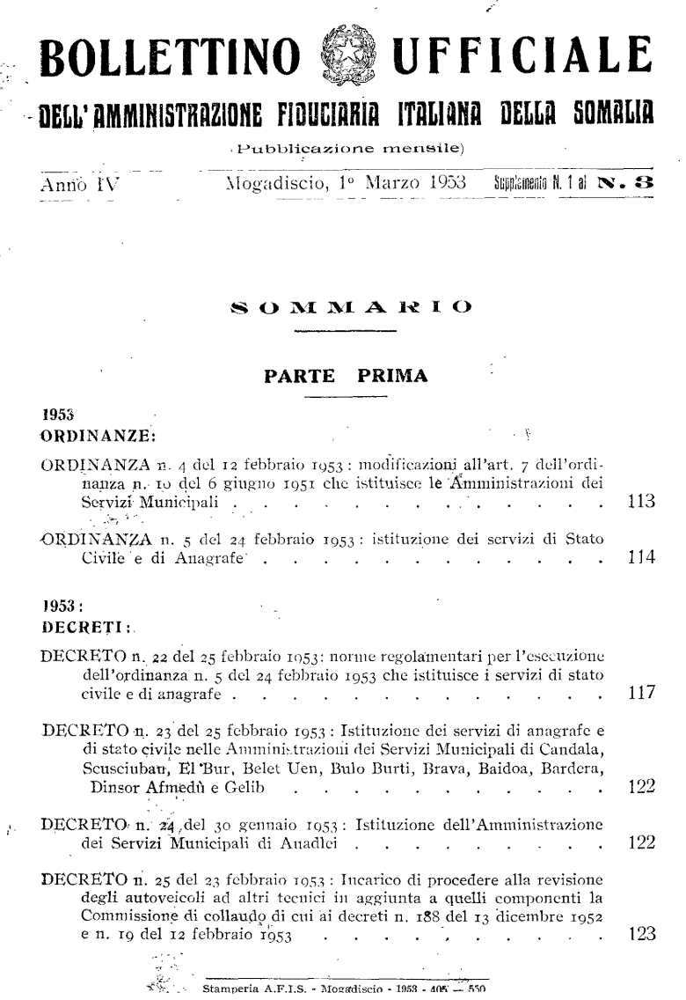 BOLLETTINO UFFICIALE
DELL'AMMINISTRAZIONE FIDUCIARIA ITALIANA DELLA SOMALIA
(Pubblicazione mensile)
Anno IV Mogadiscio, 1º Marzo 1953 Supplemento N. 1 al N. 3
SOMMARIO
PARTE PRIMA
1953
ORDINANZE:
ORDINANZA n. 4 del 12 febbraio 1953 : modificazioni all'art. 7 dell'ordi-
nanza n. 10 del 6 giugno 1951 che istituisce le Amministrazioni dei
Servizi Municipali . . . . . . . . . . . . . 113
ORDINANZA n. 5 del 24 febbraio 1953 : istituzione dei servizi di Stato
Civile e di Anagrafe . . . . . . . . . . . . 114
1953 :
DECRETI :
DECRETO n. 22 del 25 febbraio 1953: norme regolamentari per l'esecuzione
dell'ordinanza n. 5 del 24 febbraio 1953 che istituisce i servizi di stato
civile e di anagrafe . . . . . . . . . . . . . 117
DECRETO n. 23 del 25 febbraio 1953 : Istituzione dei servizi di anagrafe e
di stato civile nelle Amministrazioni dei Servizi Municipali di Candala,
Scusciuban, El Bur, Belet Uen, Bulo Burti, Brava, Baidoa, Bardera,
Dinsor Afmedù e Gelib . . . . . . . . . . . 122
DECRETO n. 24 del 30 gennaio 1953 : Istituzione dell'Amministrazione
dei Servizi Municipali di Auadlei . . . . . . . . . 122
DECRETO n. 25 del 23 febbraio 1953 : Incarico di procedere alla revisione
degli autoveicoli ad altri tecnici in aggiunta a quelli componenti la
Commissione di collaudo di cui ai decreti n. 188 del 13 dicembre 1952
e n. 19 del 12 febbraio 1953 . . . . . . . . . . 123
Stamperia A.F.I.S. - Mogadiscio - 1953 - 405 — 550